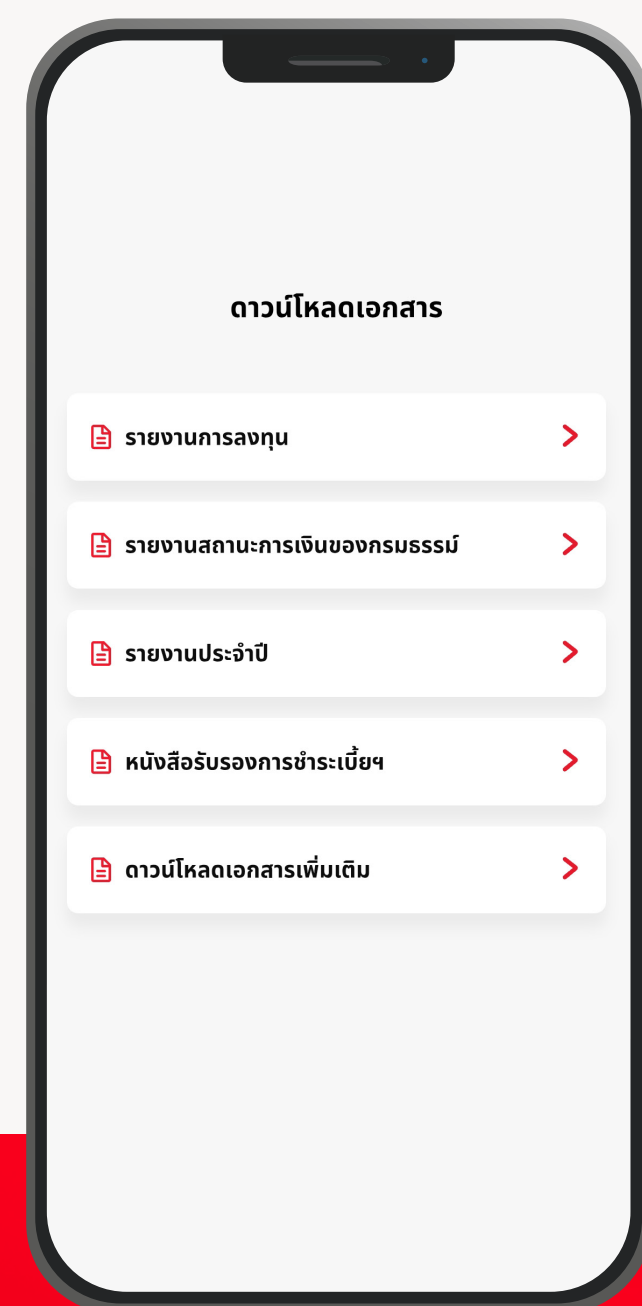 ดาวน์โหลดเอกสาร
รายงานการลงทุน
รายงานสถานะการเงินของกรมธรรม์
รายงานประจำปี
หนังสือรับรองการชำระเบี้ยฯ
ดาวน์โหลดเอกสารเพิ่มเติม